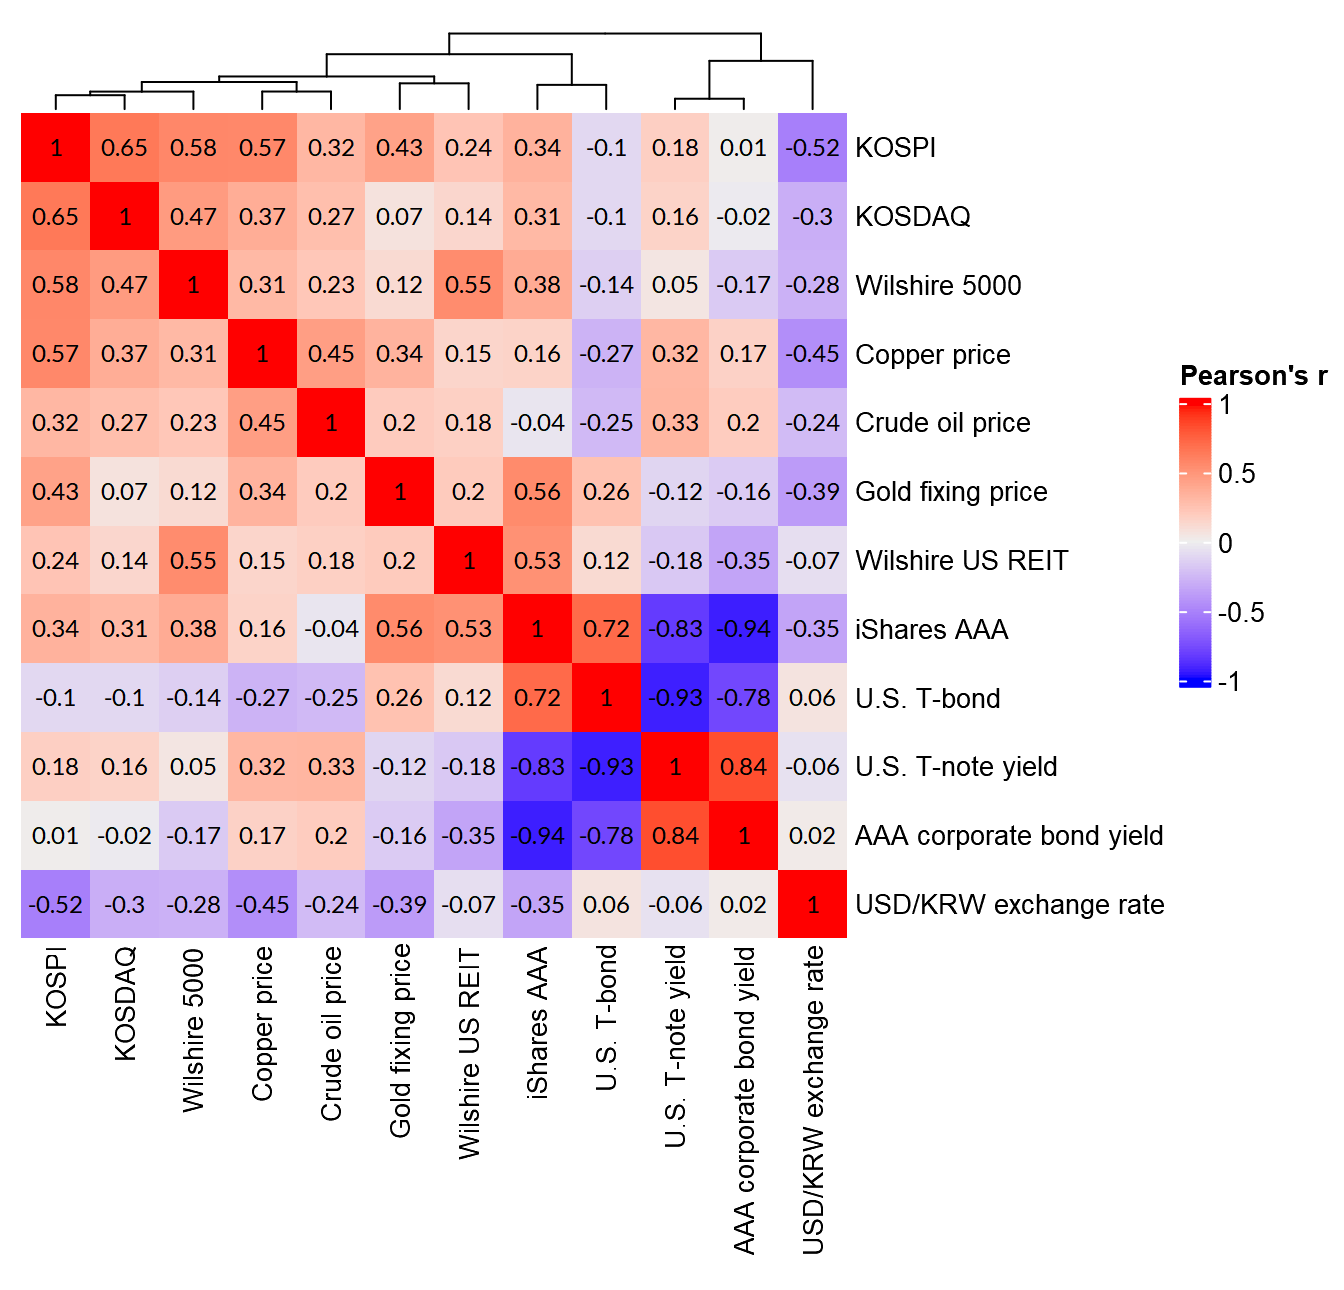 1 0.65 0.58 0.57 0.32 0.43 0.24 0.34 -0.1 0.18 0.01 -0.52 KOSPI
0.65 1 0.47 0.37 0.27 0.07 0.14 0.31 -0.1 0.16 -0.02 -0.3 KOSDAQ
0.58 0.47 1 0.31 0.23 0.12 0.55 0.38 -0.14 0.05 -0.17 -0.28 Wilshire 5000
0.57 0.37 0.31 1 0.45 0.34 0.15 0.16 -0.27 0.32 0.17 -0.45 Copper price
0.32 0.27 0.23 0.45 1 0.2 0.18 -0.04 -0.25 0.33 0.2 -0.24 Crude oil price
0.43 0.07 0.12 0.34 0.2 1 0.2 0.56 0.26 -0.12 -0.16 -0.39 Gold fixing price
0.24 0.14 0.55 0.15 0.18 0.2 1 0.53 0.12 -0.18 -0.35 -0.07 Wilshire US REIT
0.34 0.31 0.38 0.16 -0.04 0.56 0.53 1 0.72 -0.83 -0.94 -0.35 iShares AAA
-0.1 -0.1 -0.14 -0.27 -0.25 0.26 0.12 0.72 1 -0.93 -0.78 0.06 U.S. T-bond
0.18 0.16 0.05 0.32 0.33 -0.12 -0.18 -0.83 -0.93 1 0.84 -0.06 U.S. T-note yield
0.01 -0.02 -0.17 0.17 0.2 -0.16 -0.35 -0.94 -0.78 0.84 1 0.02 AAA corporate bond yield
-0.52 -0.3 -0.28 -0.45 -0.24 -0.39 -0.07 -0.35 0.06 -0.06 0.02 1 USD/KRW exchange rate
KOSPI
KOSDAQ
Wilshire 5000
Copper price
Crude oil price
Gold fixing price
Wilshire US REIT
iShares AAA
U.S. T-bond
U.S. T-note yield
AAA corporate bond yield
USD/KRW exchange rate
Pearson's r
1
0.5
0
-0.5
-1